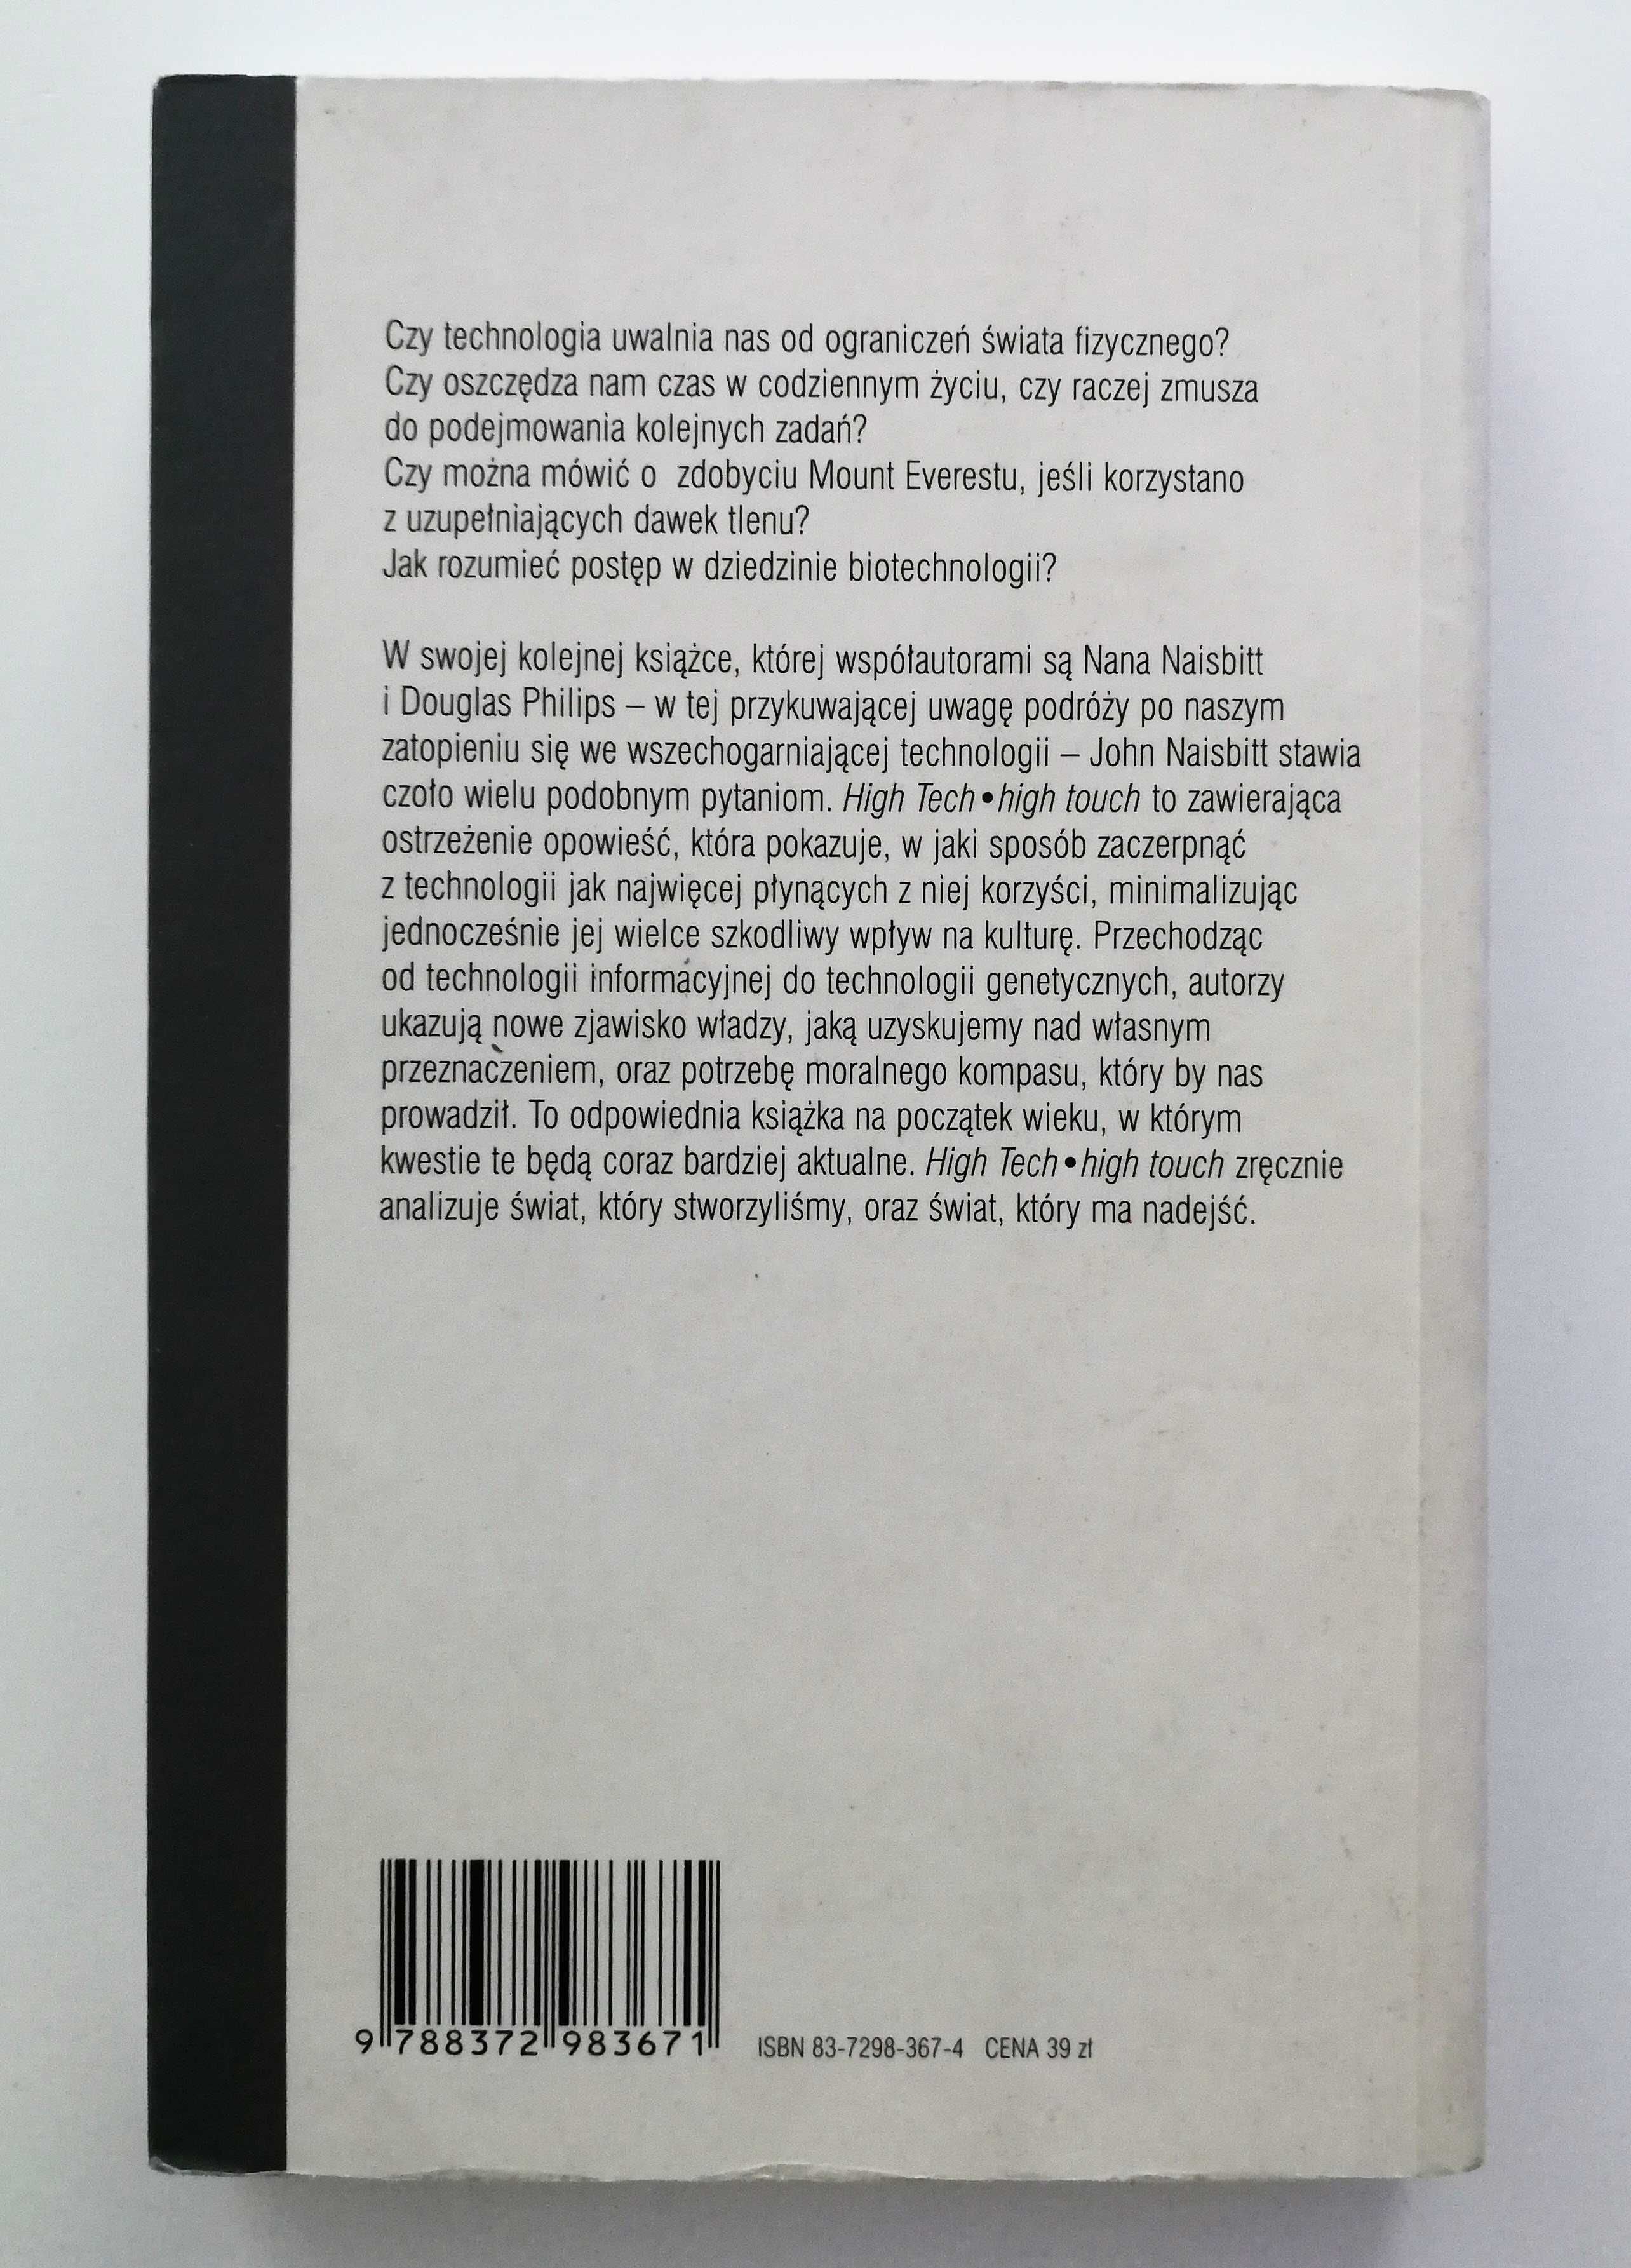 Czy technologia uwalnia nas od ograniczeń świata fizycznego?
Czy oszczędza nam czas w codziennym życiu, czy raczej zmusza
do podejmowania kolejnych zadań?
Czy można mówić o  zdobyciu Mount Everestu, jeśli korzystano
z uzupełniających dawek tlenu?
Jak rozumieć postęp w dziedzinie biotechnologii?
W swojej kolejnej książce, której współautorami są Nana Naisbitt
i Douglas Philips – w tej przykuwającej uwagę podróży po naszym
zatopieniu się we wszechogarniającej technologii – John Naisbitt stawia
czoło wielu podobnym pytaniom. High Tech•high touch to zawierająca
ostrzeżenie opowieść, która pokazuje, w jaki sposób zaczerpnąć
z technologii jak najwięcej płynących z niej korzyści, minimalizując
jednocześnie jej wielce szkodliwy wpływ na kulturę. Przechodząc
od technologii informacyjnej do technologii genetycznych, autorzy
ukazują nowe zjawisko władzy, jaką uzyskujemy nad własnym
przeznaczeniem, oraz potrzebę moralnego kompasu, który by nas
prowadził. To odpowiednia książka na początek wieku, w którym
kwestie te będą coraz bardziej aktualne. High Tech•high touch zręcznie
analizuje świat, który stworzyliśmy, oraz świat, który ma nadejść.
9 788372 983671
ISBN 83-7298-367-4 CENA 39 zł